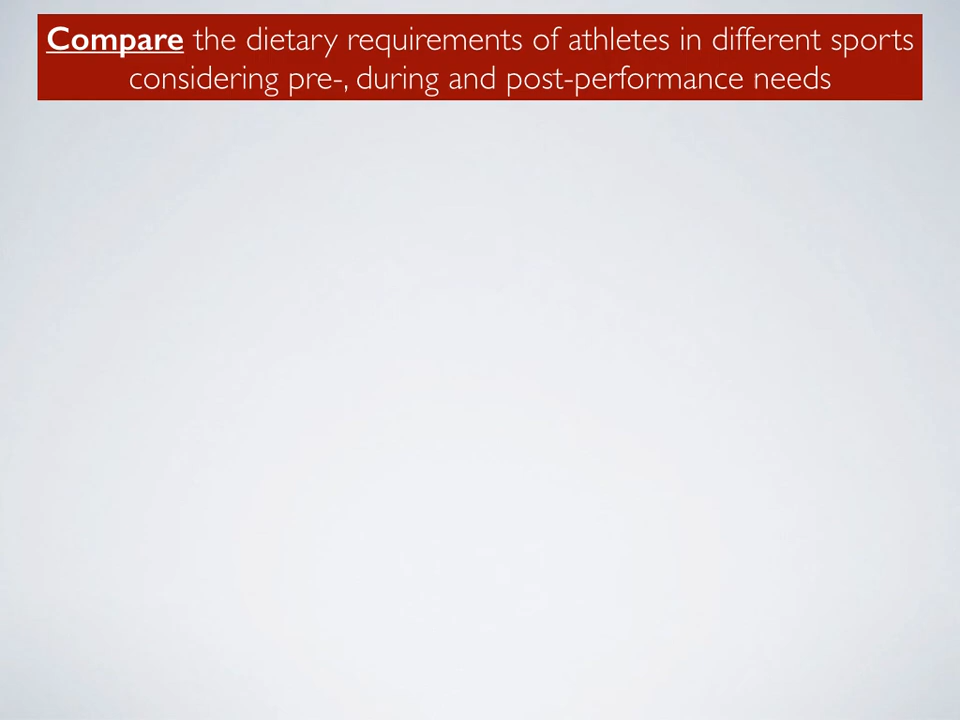 Compare the dietary requirements of athletes in different sports
considering pre-, during and post-performance needs